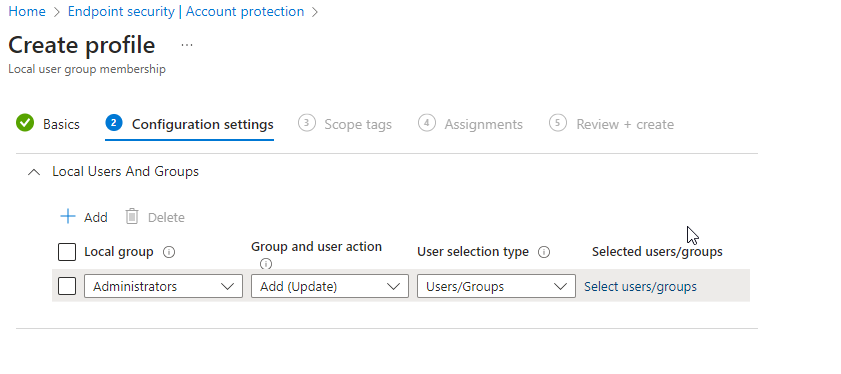 Home > Endpoint security | Account protection >
Create profile ...
Local user group membership
Basics 2 Configuration settings 3 Scope tags 4 Assignments 5 Review + create
Local Users And Groups
+ Add Delete
Local group Group and user action User selection type Selected users/groups
Administrators Add (Update) Users/Groups Select users/groups